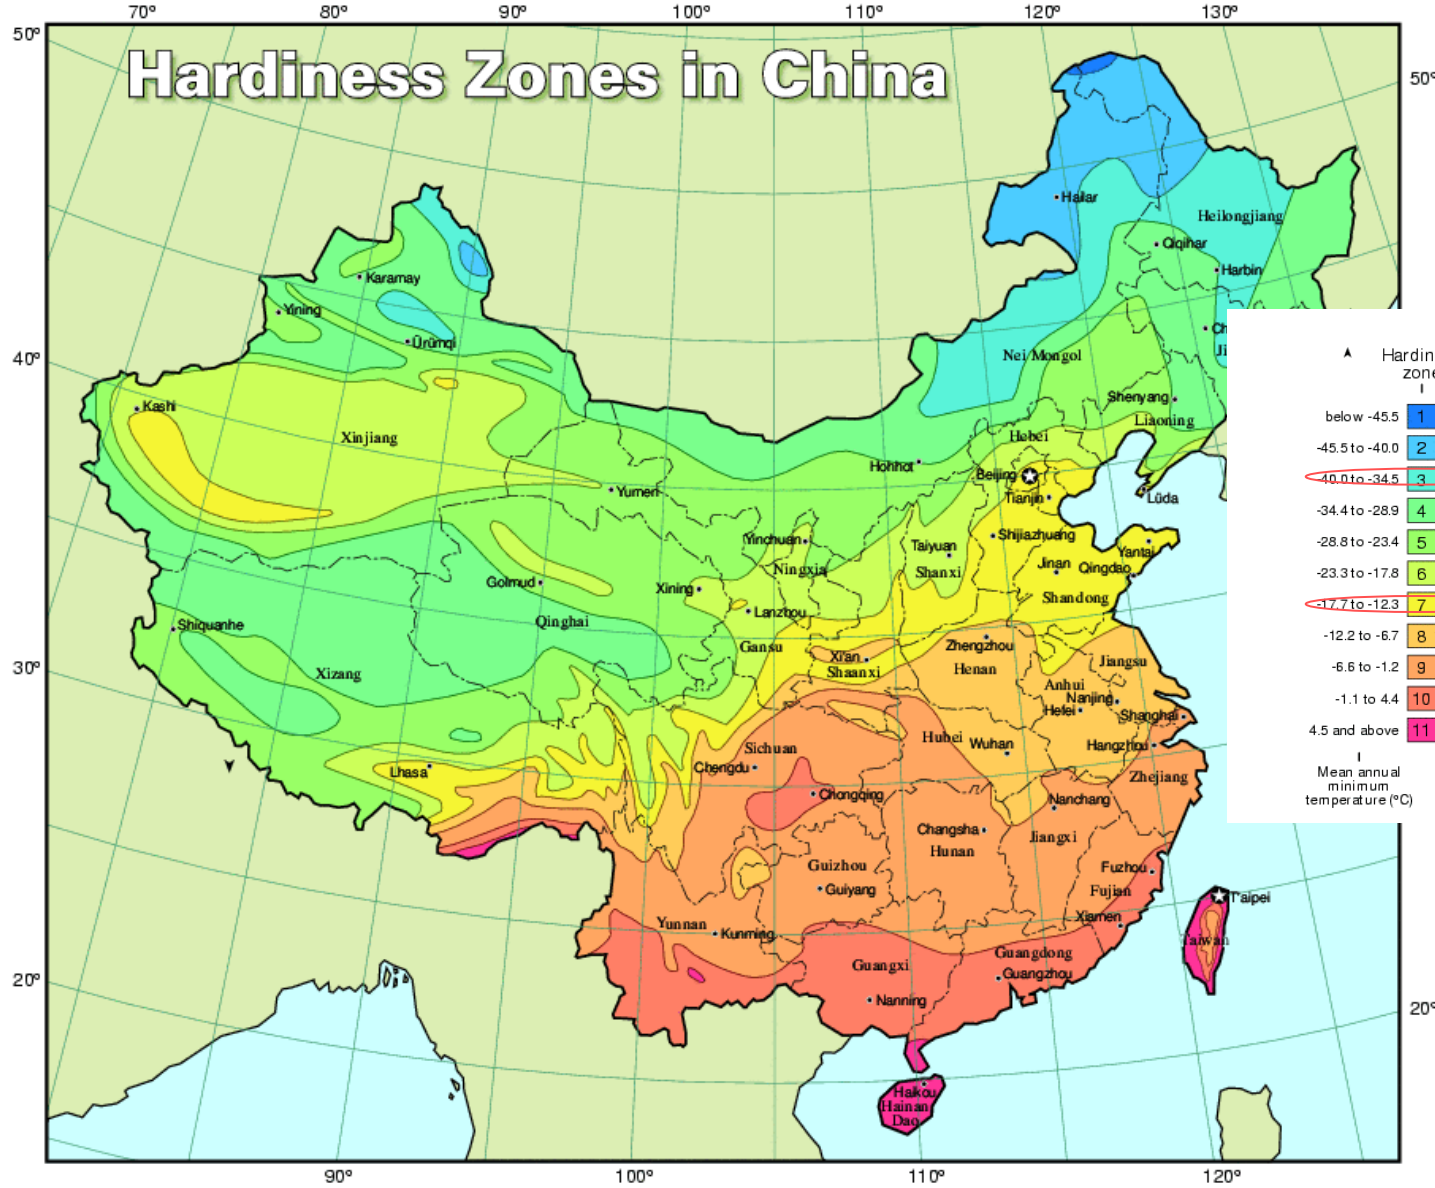 70°
80°
90°
100°
110°
120°
130°
50°
50°
Hardiness Zones in China
Hailar
Heilongjiang
Qiqihar
Harbin
Karamay
Yining
Ürümqi
Ch
Ji
Nei Mongol
40°
Kashi
Shenyang
Liaoning
Xinjiang
Hebei
Hohhot
Beijing
Yumen
Tianjin
Lüda
Yinchuan
Taiyuan
Shijiazhuang
Yantai
Ningxia
Shanxi
Jinan
Qingdao
Golmud
Xining
Lanzhou
Shandong
Shiquanhe
Qinghai
Gansu
Xi'an
Zhengzhou
30°
Xizang
Shaanxi
Henan
Jiangsu
Anhui
Nanjing
Hefei
Shanghai
Sichuan
Hubei
Wuhan
Hangzhou
Lhasa
Chengdu
Zhejiang
Chongqing
Nanchang
Changsha
Hunan
Jiangxi
Guizhou
Guiyang
Fuzhou
Fujian
Yunnan
Kunming
Xiamen
T'aipei
Taiwan
Guangxi
Guangdong
Guangzhou
20°
Nanning
20°
Haikou
Hainan
Dao
90°
100°
110°
120°
Hardin
zone
below -45.5 1
-45.5 to -40.0 2
-40.0 to -34.5 3
-34.4 to -28.9 4
-28.8 to -23.4 5
-23.3 to -17.8 6
-17.7 to -12.3 7
-12.2 to -6.7 8
-6.6 to -1.2 9
-1.1 to 4.4 10
4.5 and above 11
Mean annual
minimum
temperature (°C)